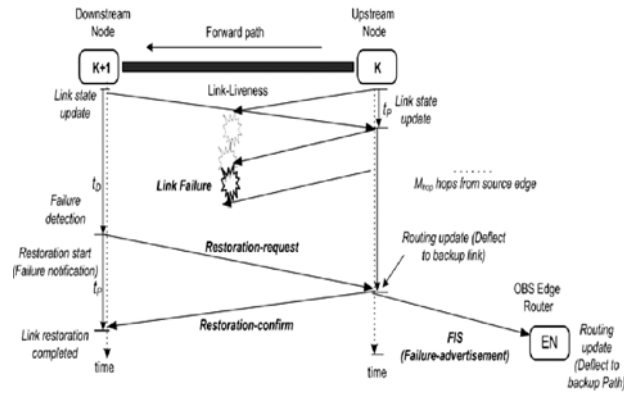 Downstream
Node
Upstream
Node
Forward path
K+1
K
Link state
update
Link-Liveness
tP
Link state
update
tD
Link Failure
Mhop hops from source edge
Failure
detection
Restoration start
(Failure notification)
tP
Restoration-request
Routing update (Deflect
to backup link)
OBS Edge
Router
Restoration-confirm
Link restoration
completed
FIS
(Failure-advertisement)
EN
Routing
update
(Deflect to
backup Path)
time
time